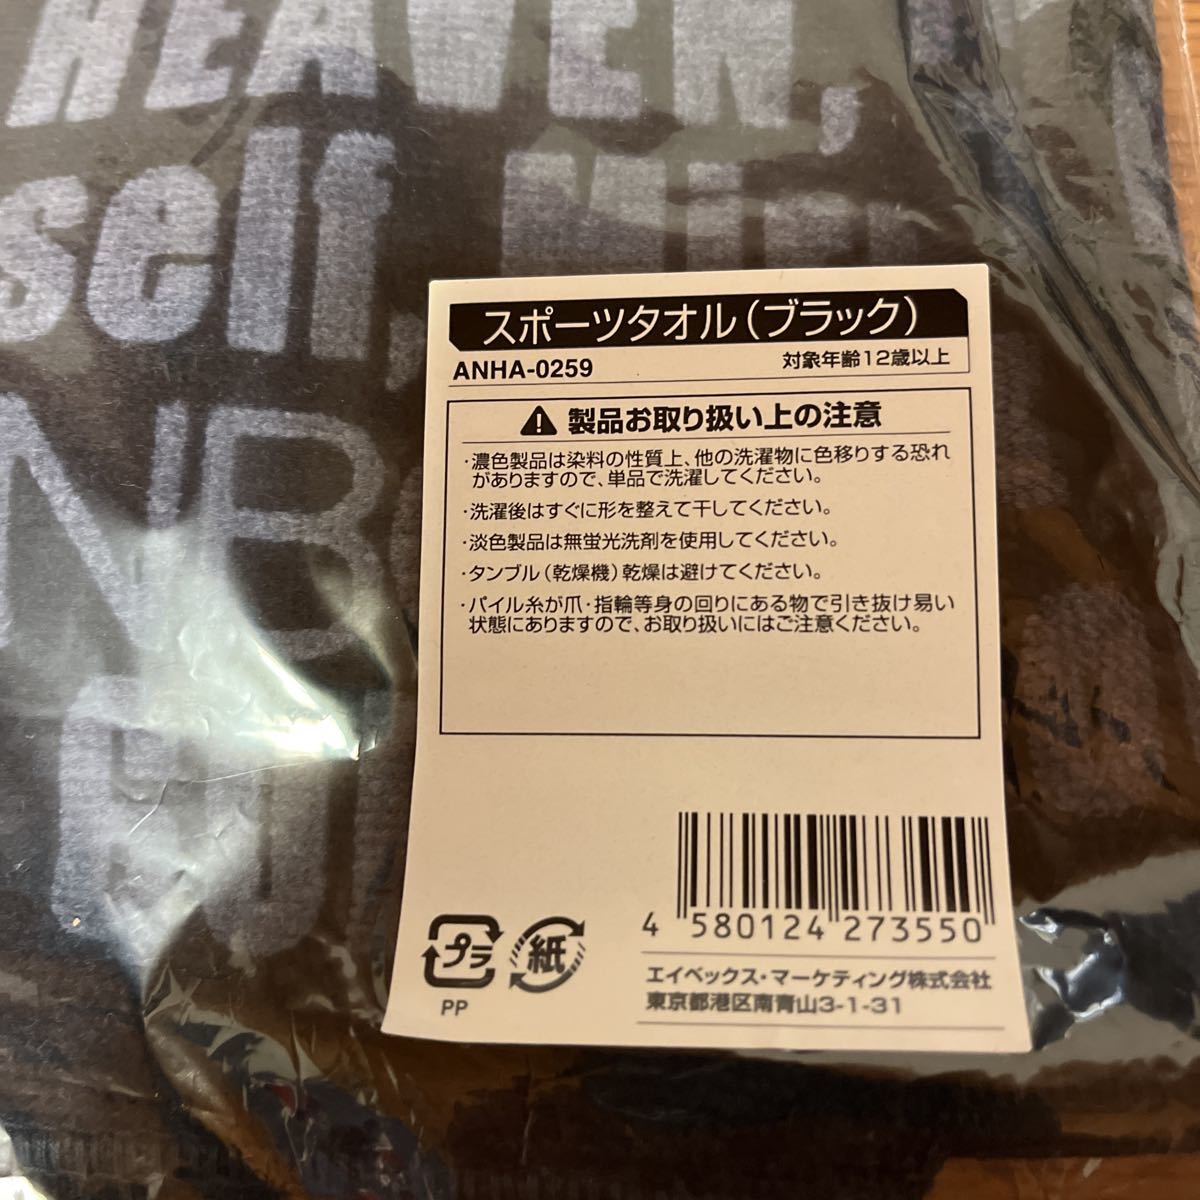 HEAVEN,
self,
スポーツタオル（ブラック）
ANHA-0259 対象年齢12歳以上
製品お取り扱い上の注意
・濃色製品は染料の性質上、他の洗濯物に色移りする恐れ
がありますので、単品で洗濯してください。
・洗濯後はすぐに形を整えて干してください。
・淡色製品は無蛍光洗剤を使用してください。
・タンブル（乾燥機）乾燥は避けてください。
・パイル糸が爪・指輪等身の回りにある物で引き抜け易い
状態にありますので、お取り扱いにはご注意ください。
4 580124 273550
プラ 紙
PP
エイベックス・マーケティング株式会社
東京都港区南青山3-1-31